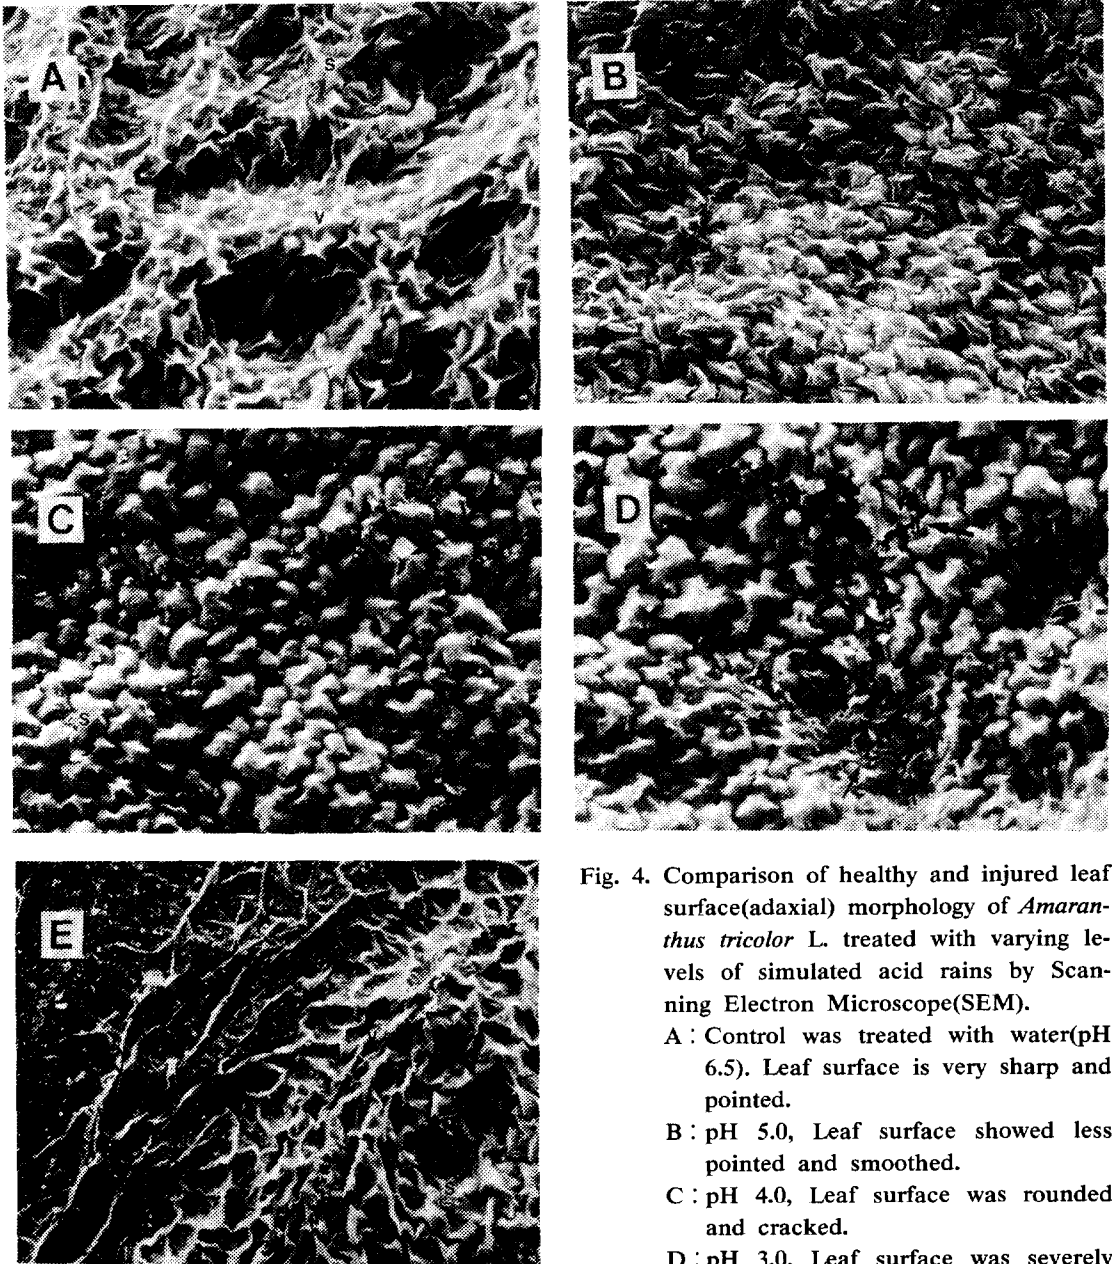 A
s
v
B
C
s
D
E
Fig. 4. Comparison of healthy and injured leaf
surface(adaxial) morphology of Amaran-
thus tricolor L. treated with varying le-
vels of simulated acid rains by Scan-
ning Electron Microscope(SEM).
A : Control was treated with water(pH
6.5). Leaf surface is very sharp and
pointed.
B : pH 5.0, Leaf surface showed less
pointed and smoothed.
C : pH 4.0, Leaf surface was rounded
and cracked.
D : pH 3.0, Leaf surface was severely